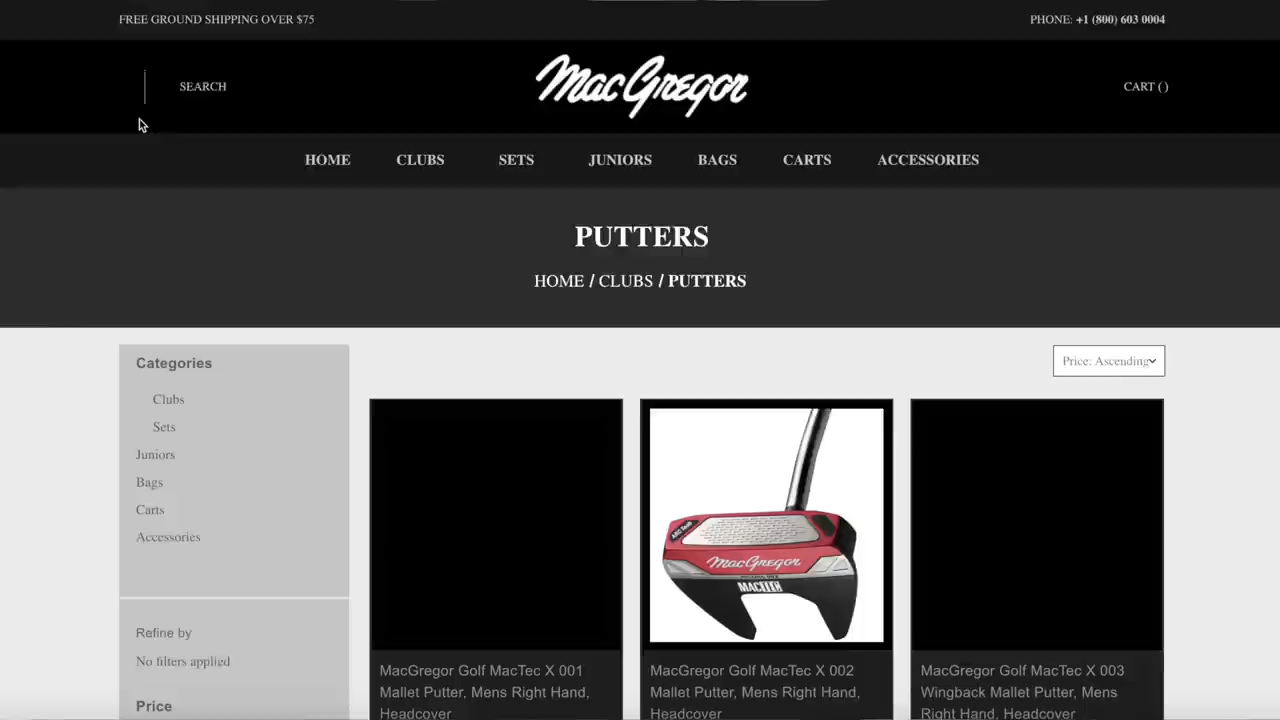 FREE GROUND SHIPPING OVER $75
PHONE: +1 (800) 603 0004
SEARCH
MacGregor
CART ( )
HOME CLUBS SETS JUNIORS BAGS CARTS ACCESSORIES
PUTTERS
HOME / CLUBS / PUTTERS
Categories
Clubs
Sets
Juniors
Bags
Carts
Accessories
Refine by
No filters applied
Price
Price: Ascending
MacGregor
MACTEC
MacGregor Golf MacTec X 001
Mallet Putter, Mens Right Hand,
Headcover
MacGregor Golf MacTec X 002
Mallet Putter, Mens Right Hand,
Headcover
MacGregor Golf MacTec X 003
Wingback Mallet Putter, Mens
Right Hand, Headcover